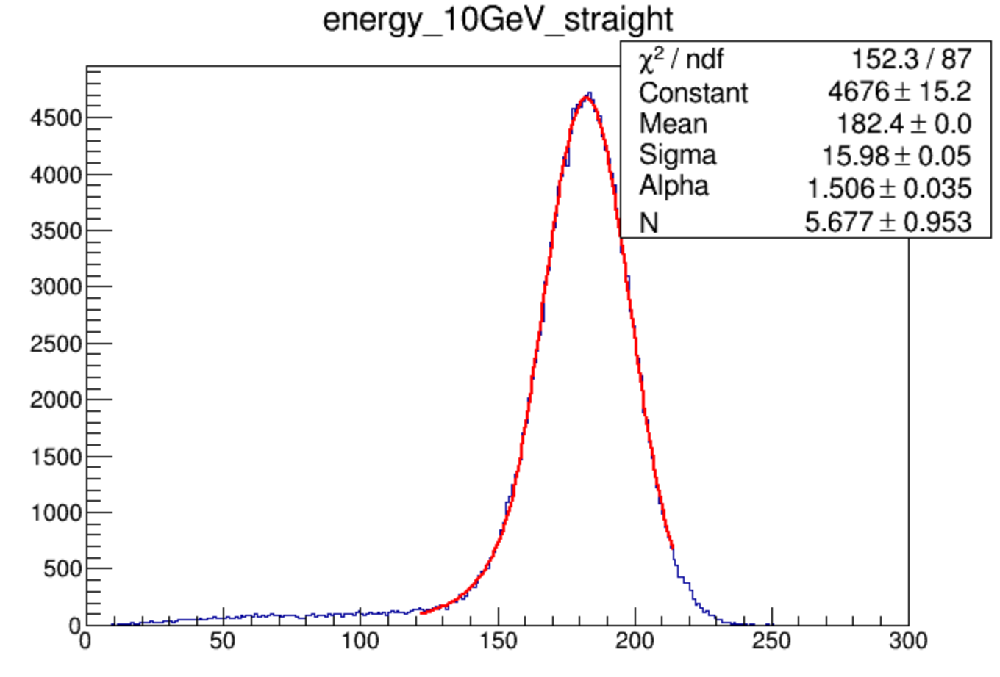 energy_10GeV_straight
χ² / ndf 152.3 / 87
Constant 4676 ± 15.2
Mean 182.4 ± 0.0
Sigma 15.98 ± 0.05
Alpha 1.506 ± 0.035
N 5.677 ± 0.953
4500
4000
3500
3000
2500
2000
1500
1000
500
0
0 50 100 150 200 250 300